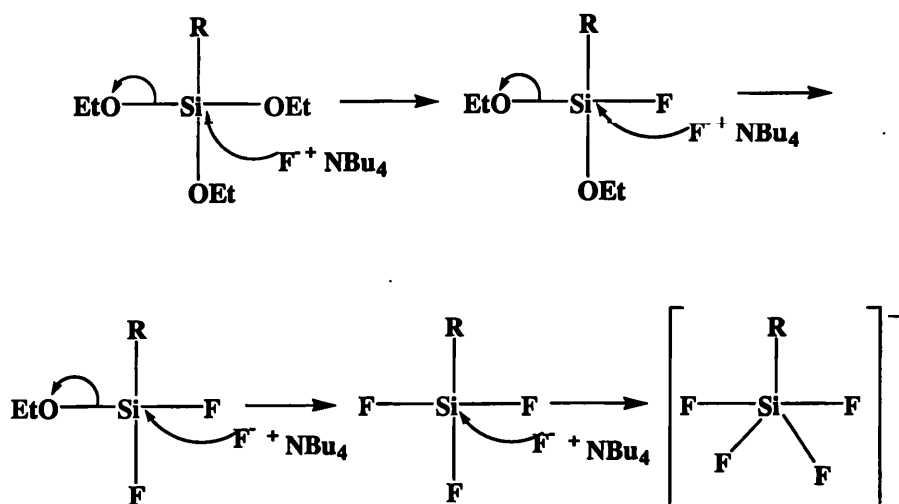 R R
EtO Si OEt EtO Si F
F⁻ ⁺ NBu₄ F⁻ ⁺ NBu₄
OEt OEt
R R R −
EtO Si F F Si F F Si F
F⁻ ⁺ NBu₄ F⁻ ⁺ NBu₄ F F
F F